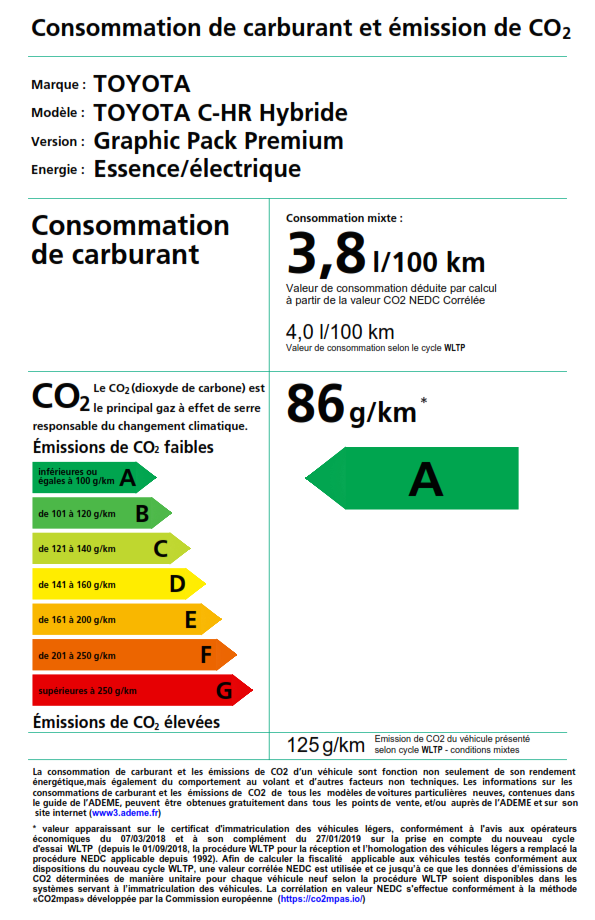 Consommation de carburant et émission de CO₂
Marque : TOYOTA
Modèle : TOYOTA C-HR Hybride
Version : Graphic Pack Premium
Energie : Essence/électrique
Consommation
de carburant
Consommation mixte :
3,8 l/100 km
Valeur de consommation déduite par calcul
à partir de la valeur CO2 NEDC Corrélée
4,0 l/100 km
Valeur de consommation selon le cycle WLTP
CO₂ Le CO₂ (dioxyde de carbone) est
le principal gaz à effet de serre
responsable du changement climatique.
Émissions de CO₂ faibles
inférieures ou
égales à 100 g/km A
de 101 à 120 g/km B
de 121 à 140 g/km C
de 141 à 160 g/km D
de 161 à 200 g/km E
de 201 à 250 g/km F
supérieures à 250 g/km G
Émissions de CO₂ élevées
86 g/km*
A
125 g/km
Emission de CO2 du véhicule présenté
selon cycle WLTP - conditions mixtes
La consommation de carburant et les émissions de CO2 d'un véhicule sont fonction non seulement de son rendement
énergétique,mais également du comportement au volant et d'autres facteurs non techniques. Les informations sur les
consommations de carburant et les émissions de CO2 de tous les modèles de voitures particulières neuves, contenues dans
le guide de l'ADEME, peuvent être obtenues gratuitement dans tous les points de vente, et/ou auprès de l'ADEME et sur son
site internet (www3.ademe.fr)
* valeur apparaissant sur le certificat d'immatriculation des véhicules légers, conformément à l'avis aux opérateurs
économiques du 07/03/2018 et à son complément du 27/01/2019 sur la prise en compte du nouveau cycle
d'essai WLTP (depuis le 01/09/2018, la procédure WLTP pour la réception et l'homologation des véhicules légers a remplacé la
procédure NEDC applicable depuis 1992). Afin de calculer la fiscalité applicable aux véhicules testés conformément aux
dispositions du nouveau cycle WLTP, une valeur corrélée NEDC est utilisée et ce jusqu'à ce que les données d'émissions de
CO2 déterminées de manière unitaire pour chaque véhicule neuf selon la procédure WLTP soient disponibles dans les
systèmes servant à l'immatriculation des véhicules. La corrélation en valeur NEDC s'effectue conformément à la méthode
«CO2mpas» développée par la Commission européenne (https://co2mpas.io/)